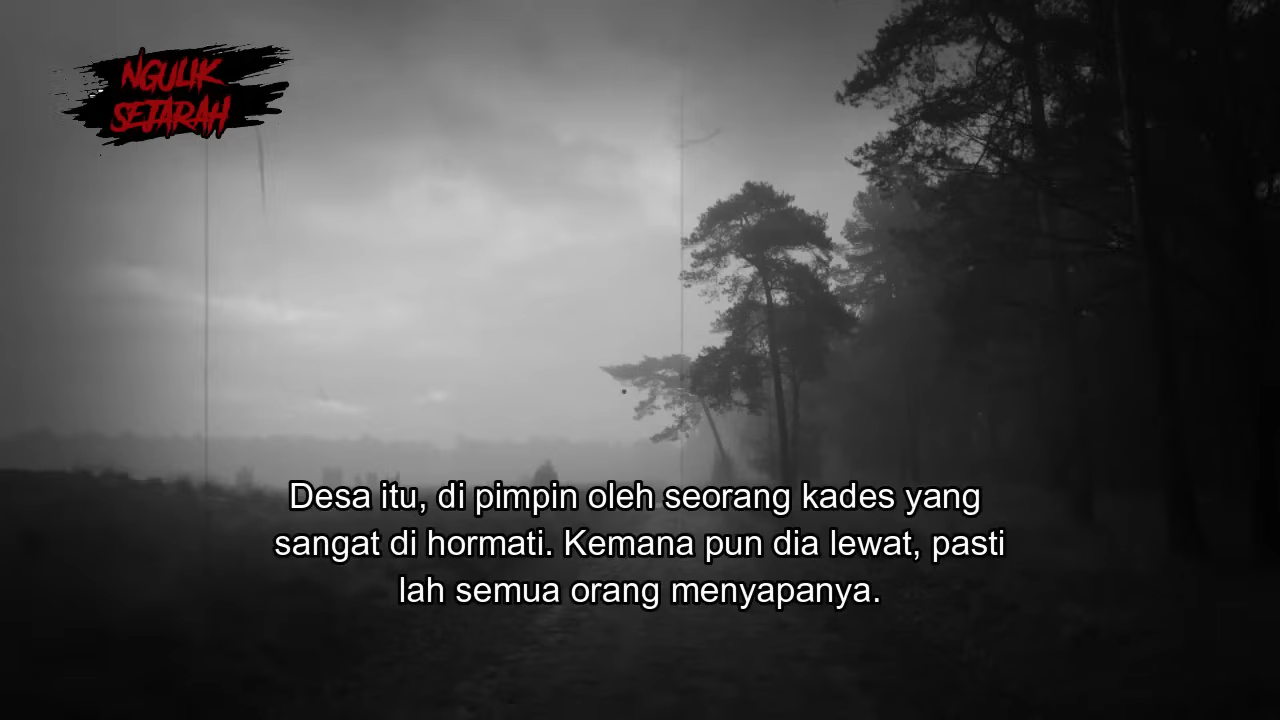 NGULIK
SEJARAH
Desa itu, di pimpin oleh seorang kades yang
sangat di hormati. Kemana pun dia lewat, pasti
lah semua orang menyapanya.